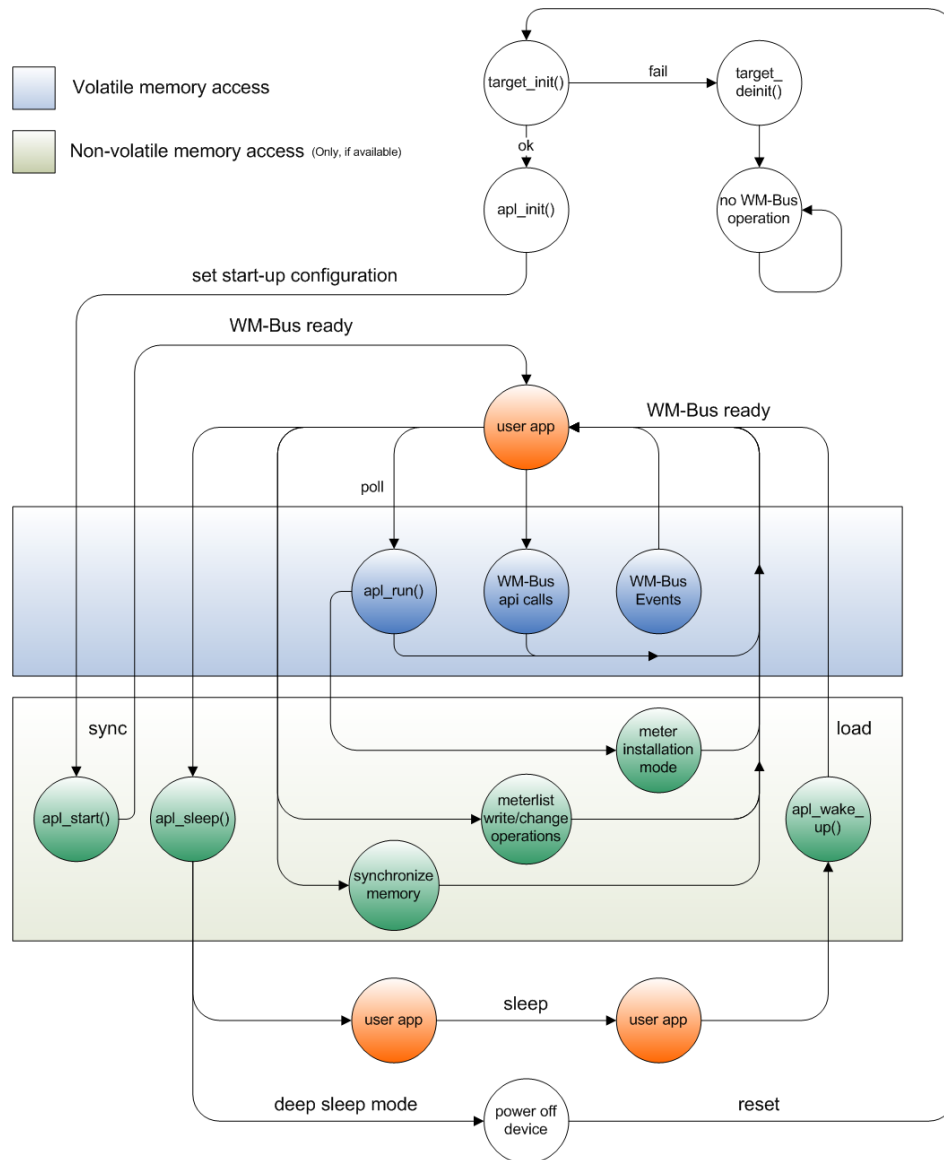 target_init()
fail
target_
deinit()
Volatile memory access
Non-volatile memory access (Only, if available)
ok
apl_init()
no WM-Bus
operation
set start-up configuration
WM-Bus ready
user app
WM-Bus ready
poll
apl_run()
WM-Bus
api calls
WM-Bus
Events
sync
meter
installation
mode
load
apl_start()
apl_sleep()
meterlist
write/change
operations
apl_wake_
up()
synchronize
memory
user app
sleep
user app
deep sleep mode
power off
device
reset